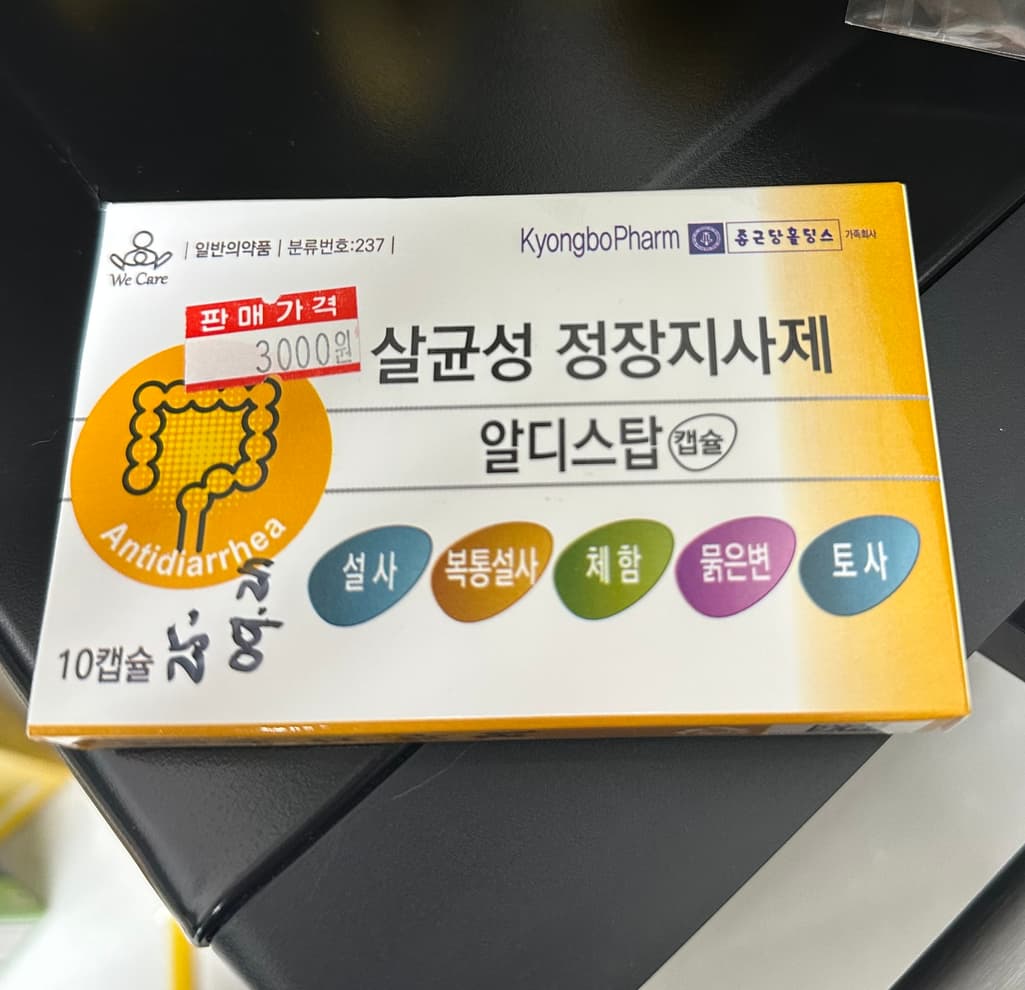 We Care
| 일반의약품 | 분류번호:237 |
KyongboPharm 종근당홀딩스 가족회사
판매가격
3000원
살균성 정장지사제
알디스탑 캡슐
Antidiarrhea
설사 복통설사 체함 묽은변 토사
10캡슐
25.
09.